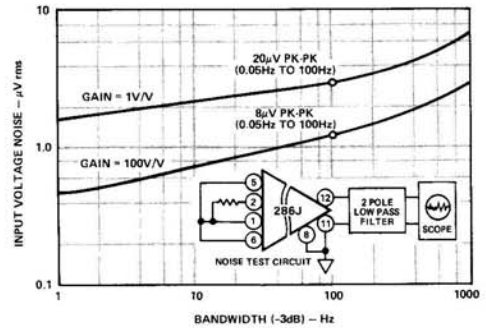 INPUT VOLTAGE NOISE – μV rms
10
1.0
0.1
20μV PK-PK
(0.05Hz TO 100Hz)
GAIN = 1V/V
8μV PK-PK
(0.05Hz TO 100Hz)
GAIN = 100V/V
5
2
1
6
286J
12
11
8
2 POLE
LOW PASS
FILTER
SCOPE
NOISE TEST CIRCUIT
1
10
100
1000
BANDWIDTH (-3dB) – Hz